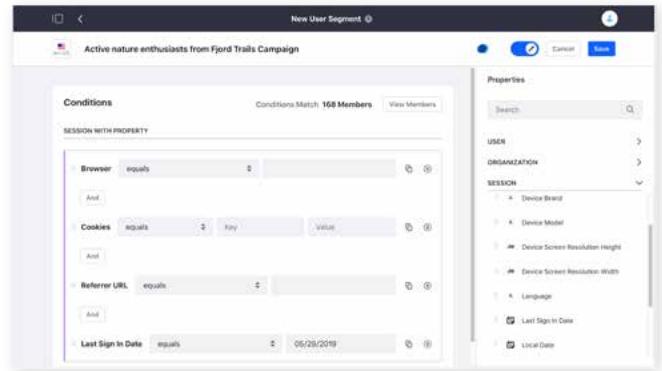 New User Segment
Active nature enthusiasts from Fjord Trails Campaign
Cancel
Save
Conditions
Conditions Match 168 Members
View Members
SESSION WITH PROPERTY
Browser equals
And
Cookies equals Key Value
And
Referrer URL equals
And
Last Sign In Date equals 05/29/2019
Properties
Search
USER
ORGANIZATION
SESSION
Device Brand
Device Model
Device Screen Resolution Height
Device Screen Resolution Width
Language
Last Sign In Date
Local Date